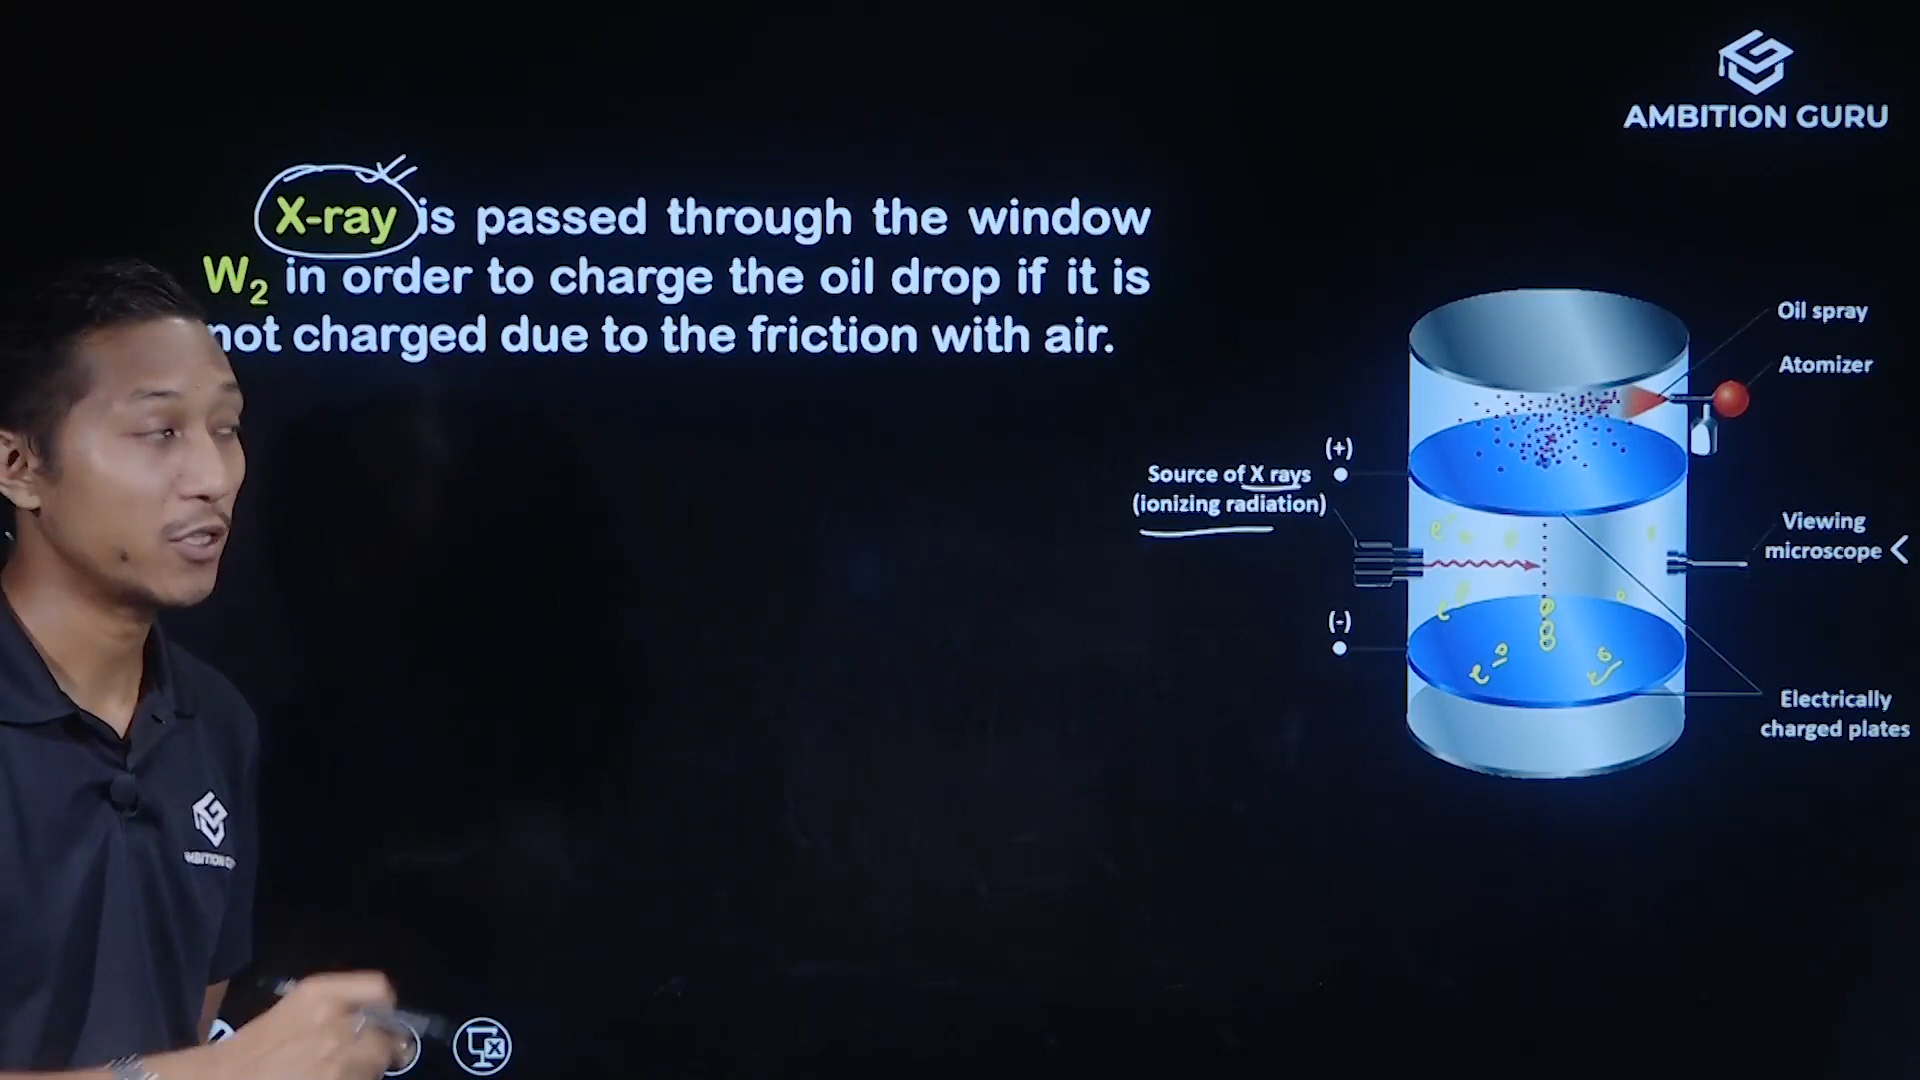 AMBITION GURU
X-ray is passed through the window
W₂ in order to charge the oil drop if it is
not charged due to the friction with air.
Oil spray
Atomizer
(+)
Source of X rays
(ionizing radiation)
Viewing
microscope
(-)
Electrically
charged plates